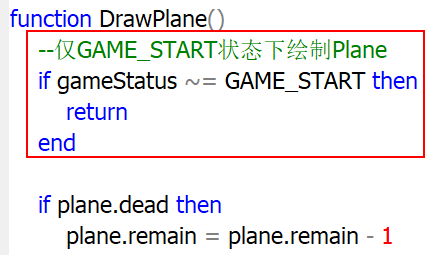 function DrawPlane()
--仅GAME_START状态下绘制Plane
if gameStatus ~= GAME_START then
return
end
if plane.dead then
plane.remain = plane.remain - 1